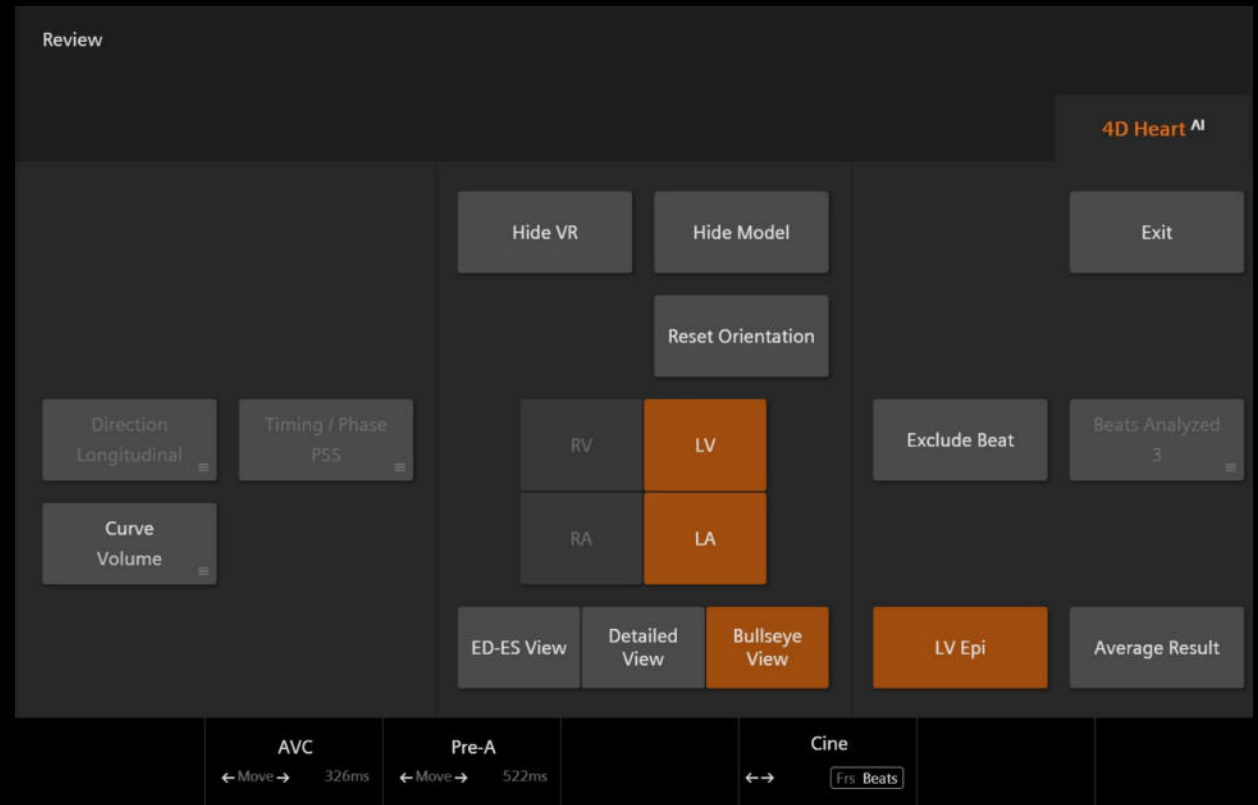 Review
4D Heart AI
Hide VR
Hide Model
Exit
Reset Orientation
Direction
Longitudinal
Timing / Phase
PSS
RV
LV
Exclude Beat
Beats Analyzed
3
Curve
Volume
RA
LA
ED-ES View
Detailed
View
Bullseye
View
LV Epi
Average Result
AVC
←Move→ 326ms
Pre-A
←Move→ 522ms
Cine
←→ Frs Beats